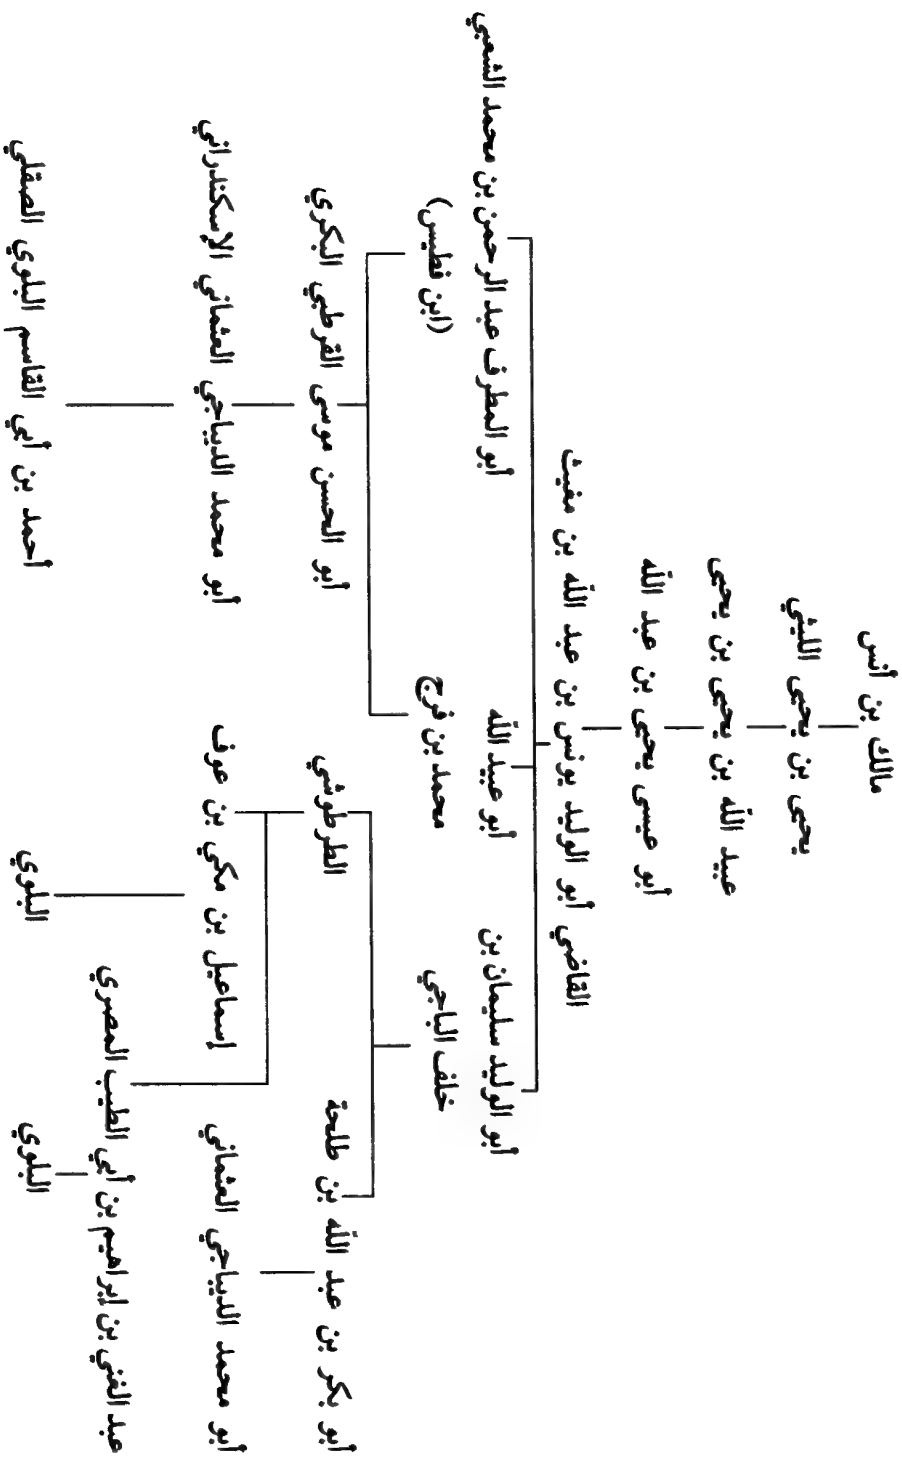 مالك بن أنس
يحيى بن يحيى الليثي
عبيد الله بن يحيى بن يحيى
أبو عيسى يحيى بن عبد الله
القاضي أبو الوليد يونس بن عبد الله بن مغيث
أبو الوليد سليمان بن
خلف الباجي
أبو عبيد الله
محمد بن فرج
أبو المطرف عبد الرحمن بن محمد الشعبي
(ابن فطيس)
أبو بكر بن عبد الله بن طلحة
الطرطوشي
أبو الحسن موسى القرطبي البكري
أبو محمد الديباجي العثماني
إسماعيل بن مكي بن عوف
أبو محمد الديباجي العثماني الإسكندراني
عبد الغني بن إبراهيم بن أبي الطيب المصري
البلوي
البلوي
أحمد بن أبي القاسم البلوي الصقلي